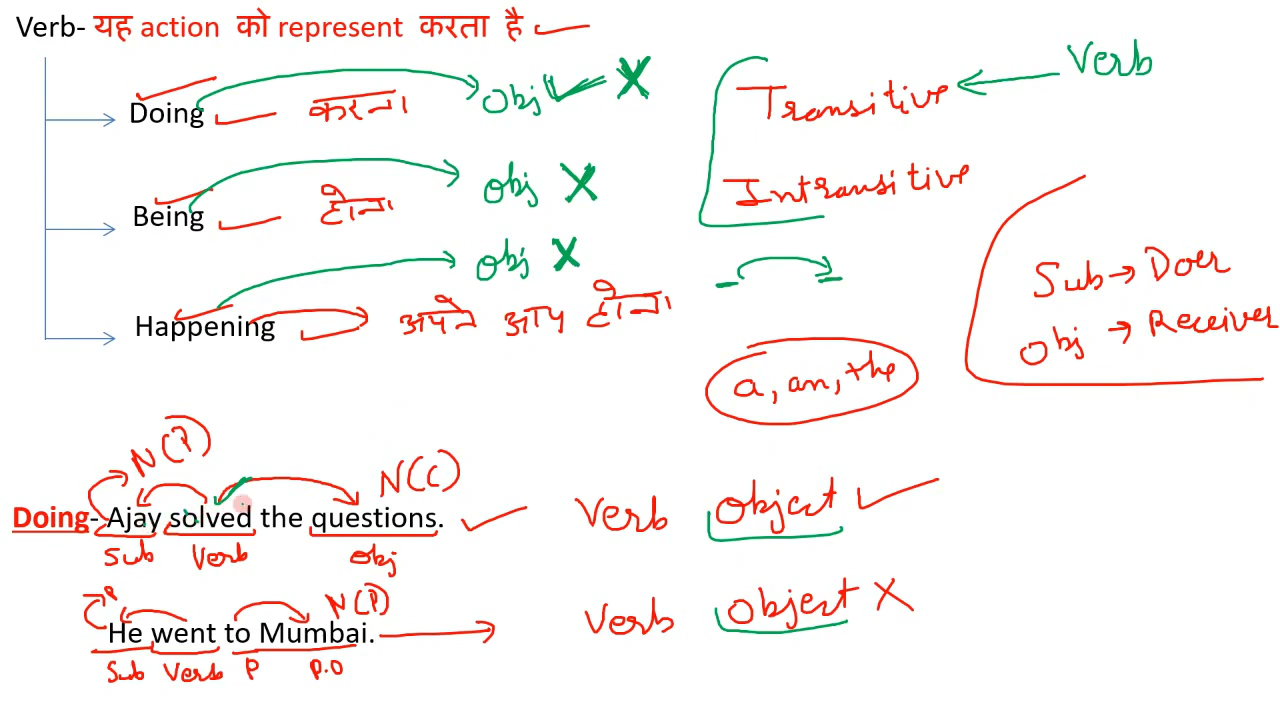 Verb- यह action को represent करता है
Verb
Doing करना Obj
Transitive
Being होना Obj X
Intransitive
Obj X
Happening अपने आप होना
Sub → Doer
Obj → Receiver
a, an, the
N(P)
N(C)
Doing- Ajay solved the questions. Verb Object
Sub Verb Obj
P N(P)
He went to Mumbai. Verb Object X
Sub Verb P P.O